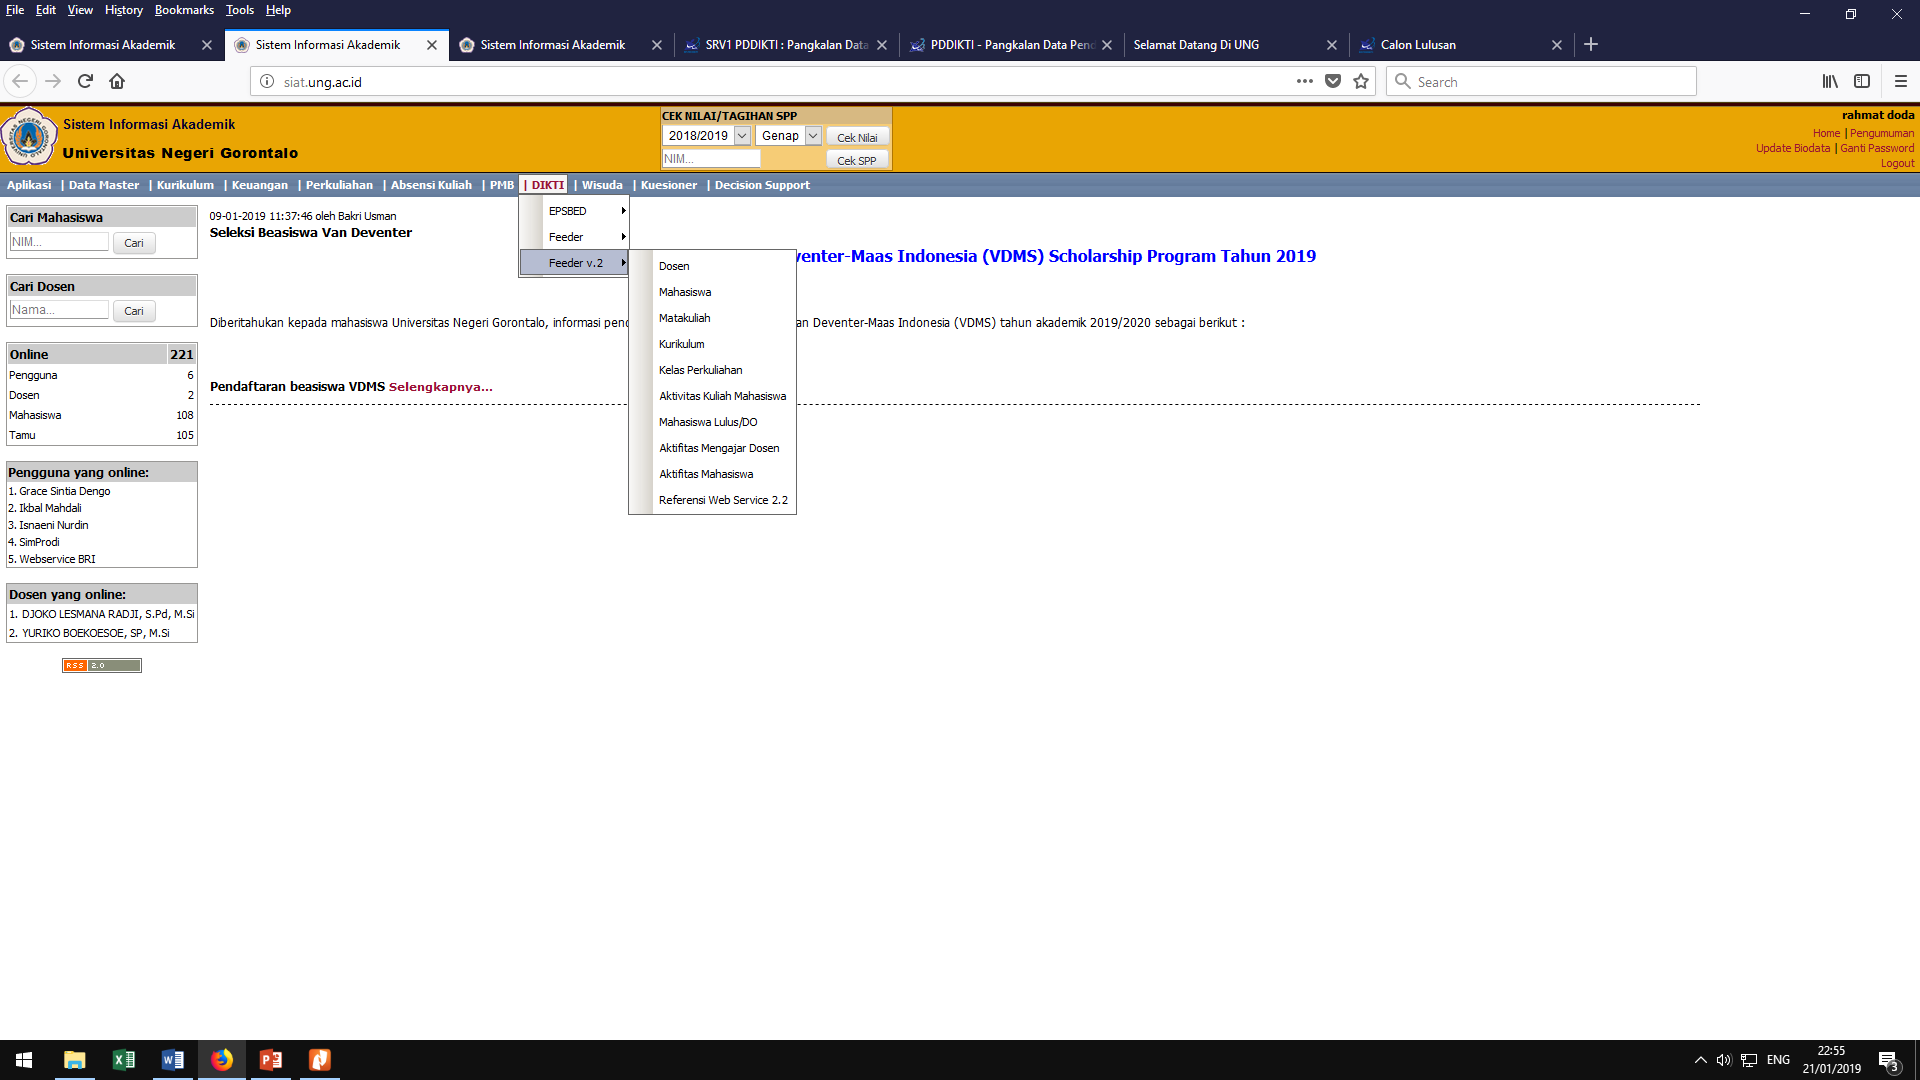 File Edit View History Bookmarks Tools Help
Sistem Informasi Akademik
Sistem Informasi Akademik
Sistem Informasi Akademik
SRV1 PDDIKTI : Pangkalan Data
PDDIKTI - Pangkalan Data Pend
Selamat Datang Di UNG
Calon Lulusan
siat.ung.ac.id
Search
Sistem Informasi Akademik
Universitas Negeri Gorontalo
CEK NILAI/TAGIHAN SPP
2018/2019 Genap Cek Nilai
NIM... Cek SPP
rahmat doda
Home | Pengumuman
Update Biodata | Ganti Password
Logout
Aplikasi | Data Master | Kurikulum | Keuangan | Perkuliahan | Absensi Kuliah | PMB | DIKTI | Wisuda | Kuesioner | Decision Support
EPSBED
Feeder
Feeder v.2
Dosen
Mahasiswa
Matakuliah
Kurikulum
Kelas Perkuliahan
Aktivitas Kuliah Mahasiswa
Mahasiswa Lulus/DO
Aktifitas Mengajar Dosen
Aktifitas Mahasiswa
Referensi Web Service 2.2
Cari Mahasiswa
NIM... Cari
Cari Dosen
Nama... Cari
Online 221
Pengguna 6
Dosen 2
Mahasiswa 108
Tamu 105
Pengguna yang online:
1. Grace Sintia Dengo
2. Ikbal Mahdali
3. Isnaeni Nurdin
4. SimProdi
5. Webservice BRI
Dosen yang online:
1. DJOKO LESMANA RADJI, S.Pd, M.Si
2. YURIKO BOEKOESOE, SP, M.Si
RSS 2.0
09-01-2019 11:37:46 oleh Bakri Usman
Seleksi Beasiswa Van Deventer
venter-Maas Indonesia (VDMS) Scholarship Program Tahun 2019
Diberitahukan kepada mahasiswa Universitas Negeri Gorontalo, informasi pend an Deventer-Maas Indonesia (VDMS) tahun akademik 2019/2020 sebagai berikut :
Pendaftaran beasiswa VDMS Selengkapnya...
ENG
22:55
21/01/2019
3